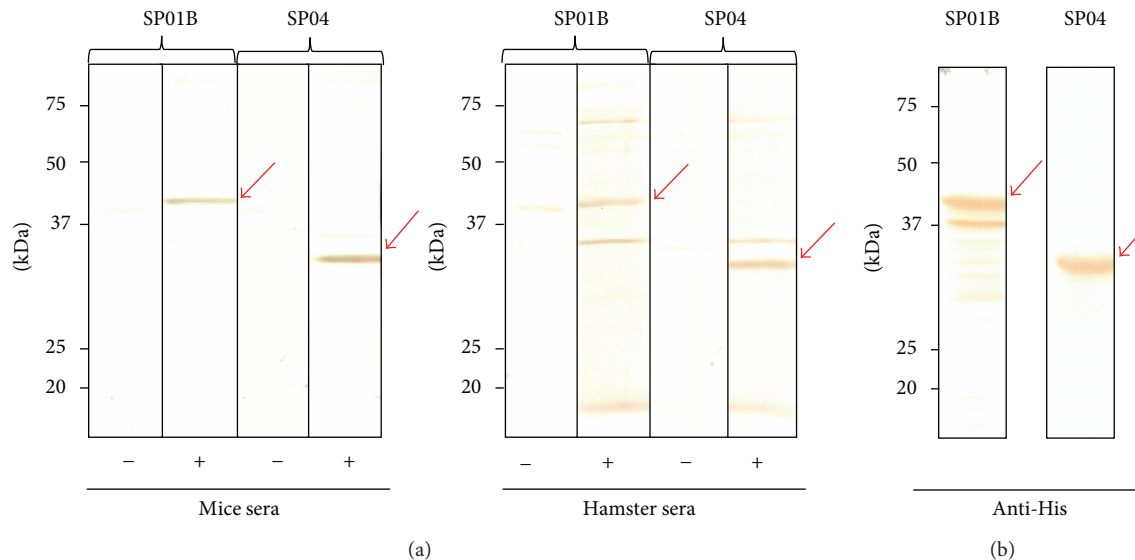 SP01B SP04
75
50
37
(kDa)
25
20
− + − +
Mice sera
SP01B SP04
75
50
37
(kDa)
25
20
− + − +
Hamster sera
(a)
SP01B SP04
75
50
37
(kDa)
25
20
Anti-His
(b)